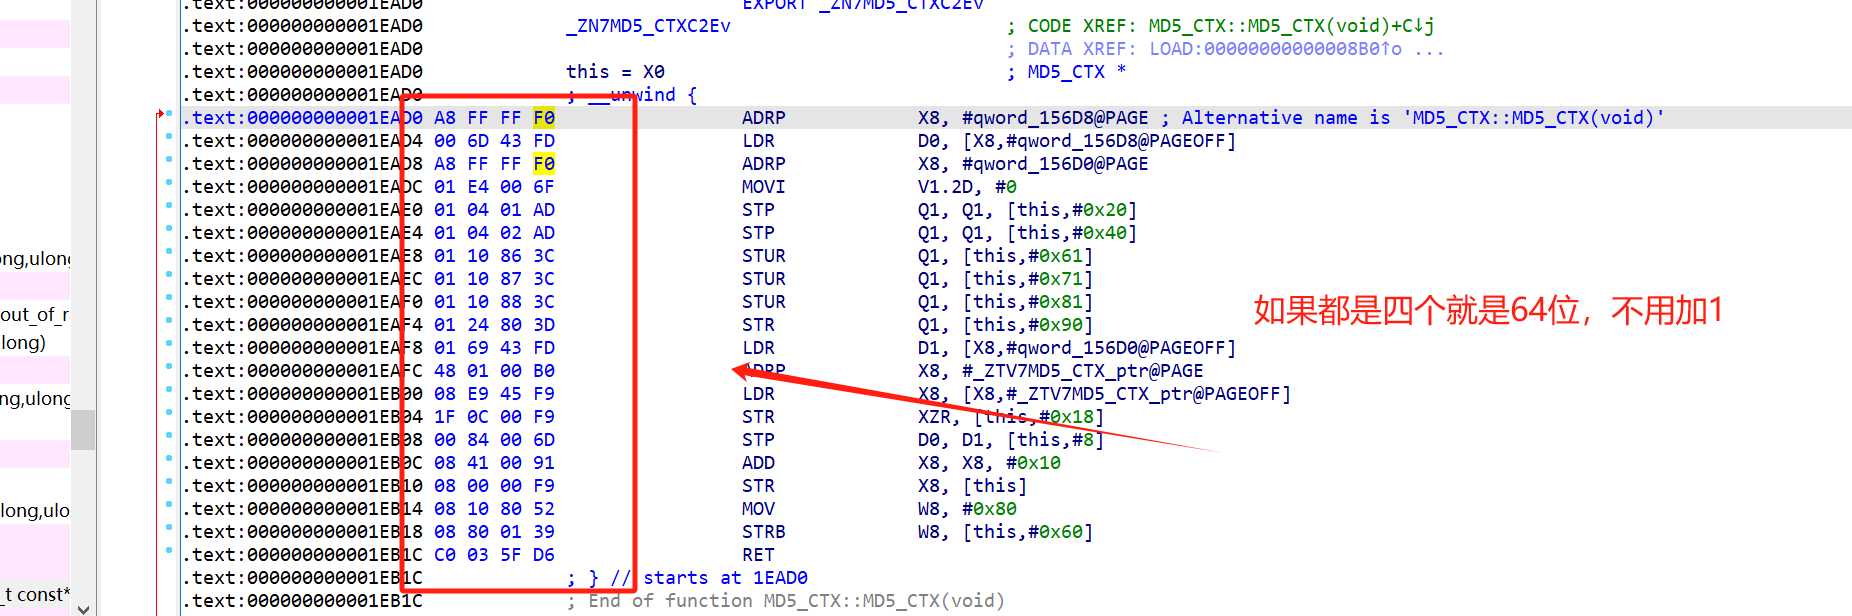 .text:000000000001EAD0 EXPORT _ZN7MD5_CTXC2Ev
.text:000000000001EAD0 _ZN7MD5_CTXC2Ev ; CODE XREF: MD5_CTX::MD5_CTX(void)+C↓j
.text:000000000001EAD0 ; DATA XREF: LOAD:00000000000008B0↑o ...
.text:000000000001EAD0 this = X0 ; MD5_CTX *
.text:000000000001EAD0 ; __unwind {
.text:000000000001EAD0 A8 FF FF F0 ADRP X8, #qword_156D8@PAGE ; Alternative name is 'MD5_CTX::MD5_CTX(void)'
.text:000000000001EAD4 00 6D 43 FD LDR D0, [X8,#qword_156D8@PAGEOFF]
.text:000000000001EAD8 A8 FF FF F0 ADRP X8, #qword_156D0@PAGE
.text:000000000001EADC 01 E4 00 6F MOVI V1.2D, #0
.text:000000000001EAE0 01 04 01 AD STP Q1, Q1, [this,#0x20]
.text:000000000001EAE4 01 04 02 AD STP Q1, Q1, [this,#0x40]
.text:000000000001EAE8 01 10 86 3C STUR Q1, [this,#0x61]
ong,ulong
.text:000000000001EAEC 01 10 87 3C STUR Q1, [this,#0x71]
.text:000000000001EAF0 01 10 88 3C STUR Q1, [this,#0x81]
如果都是四个就是64位，不用加1
out_of_r
.text:000000000001EAF4 01 24 80 3D STR Q1, [this,#0x90]
long)
.text:000000000001EAF8 01 69 43 FD LDR D1, [X8,#qword_156D0@PAGEOFF]
.text:000000000001EAFC 48 01 00 B0 ADRP X8, #_ZTV7MD5_CTX_ptr@PAGE
.text:000000000001EB00 08 E9 45 F9 LDR X8, [X8,#_ZTV7MD5_CTX_ptr@PAGEOFF]
ng,ulong
.text:000000000001EB04 1F 0C 00 F9 STR XZR, [this,#0x18]
.text:000000000001EB08 00 84 00 6D STP D0, D1, [this,#8]
.text:000000000001EB0C 08 41 00 91 ADD X8, X8, #0x10
.text:000000000001EB10 08 00 00 F9 STR X8, [this]
long,ulo
.text:000000000001EB14 08 10 80 52 MOV W8, #0x80
.text:000000000001EB18 08 80 01 39 STRB W8, [this,#0x60]
.text:000000000001EB1C C0 03 5F D6 RET
.text:000000000001EB1C ; } // starts at 1EAD0
_t const*
.text:000000000001EB1C ; End of function MD5_CTX::MD5_CTX(void)